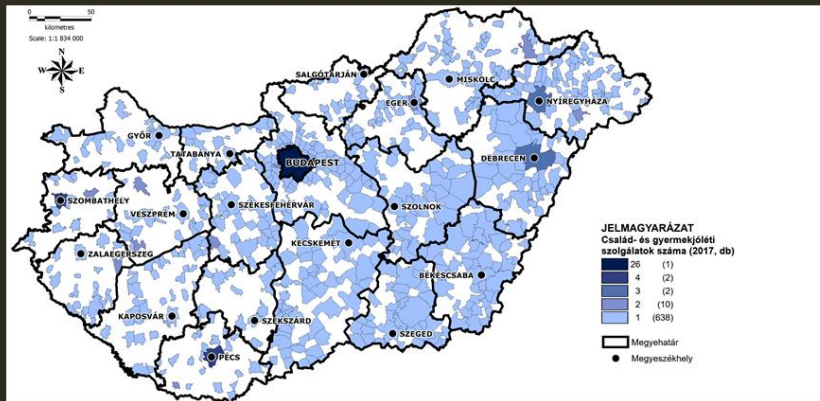 0 50
kilometres
Scale: 1:1 834 000
N
W E
S
SALGÓTARJÁN
MISKOLC
NYÍREGYHÁZA
EGER
GYŐR
TATABÁNYA
BUDAPEST
DEBRECEN
SZOMBATHELY
VESZPRÉM
SZÉKESFEHÉRVÁR
SZOLNOK
ZALAEGERSZEG
KECSKEMÉT
BÉKÉSCSABA
KAPOSVÁR
SZEKSZÁRD
SZEGED
PÉCS
JELMAGYARÁZAT
Család- és gyermekjóléti
szolgálatok száma (2017, db)
26 (1)
4 (2)
3 (2)
2 (10)
1 (638)
Megyehatár
Megyeszékhely